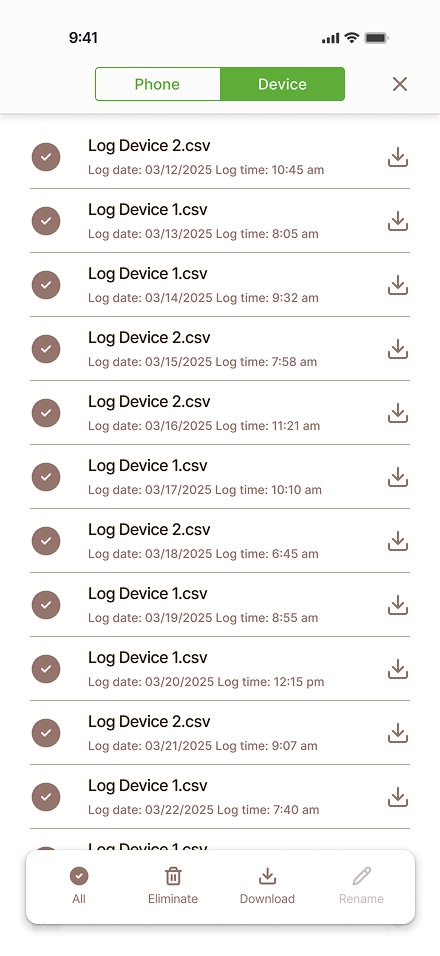 9:41
Phone Device
Log Device 2.csv
Log date: 03/12/2025 Log time: 10:45 am
Log Device 1.csv
Log date: 03/13/2025 Log time: 8:05 am
Log Device 1.csv
Log date: 03/14/2025 Log time: 9:32 am
Log Device 2.csv
Log date: 03/15/2025 Log time: 7:58 am
Log Device 2.csv
Log date: 03/16/2025 Log time: 11:21 am
Log Device 1.csv
Log date: 03/17/2025 Log time: 10:10 am
Log Device 2.csv
Log date: 03/18/2025 Log time: 6:45 am
Log Device 1.csv
Log date: 03/19/2025 Log time: 8:55 am
Log Device 1.csv
Log date: 03/20/2025 Log time: 12:15 pm
Log Device 2.csv
Log date: 03/21/2025 Log time: 9:07 am
Log Device 1.csv
Log date: 03/22/2025 Log time: 7:40 am
Log Device 1.csv
All Eliminate Download Rename